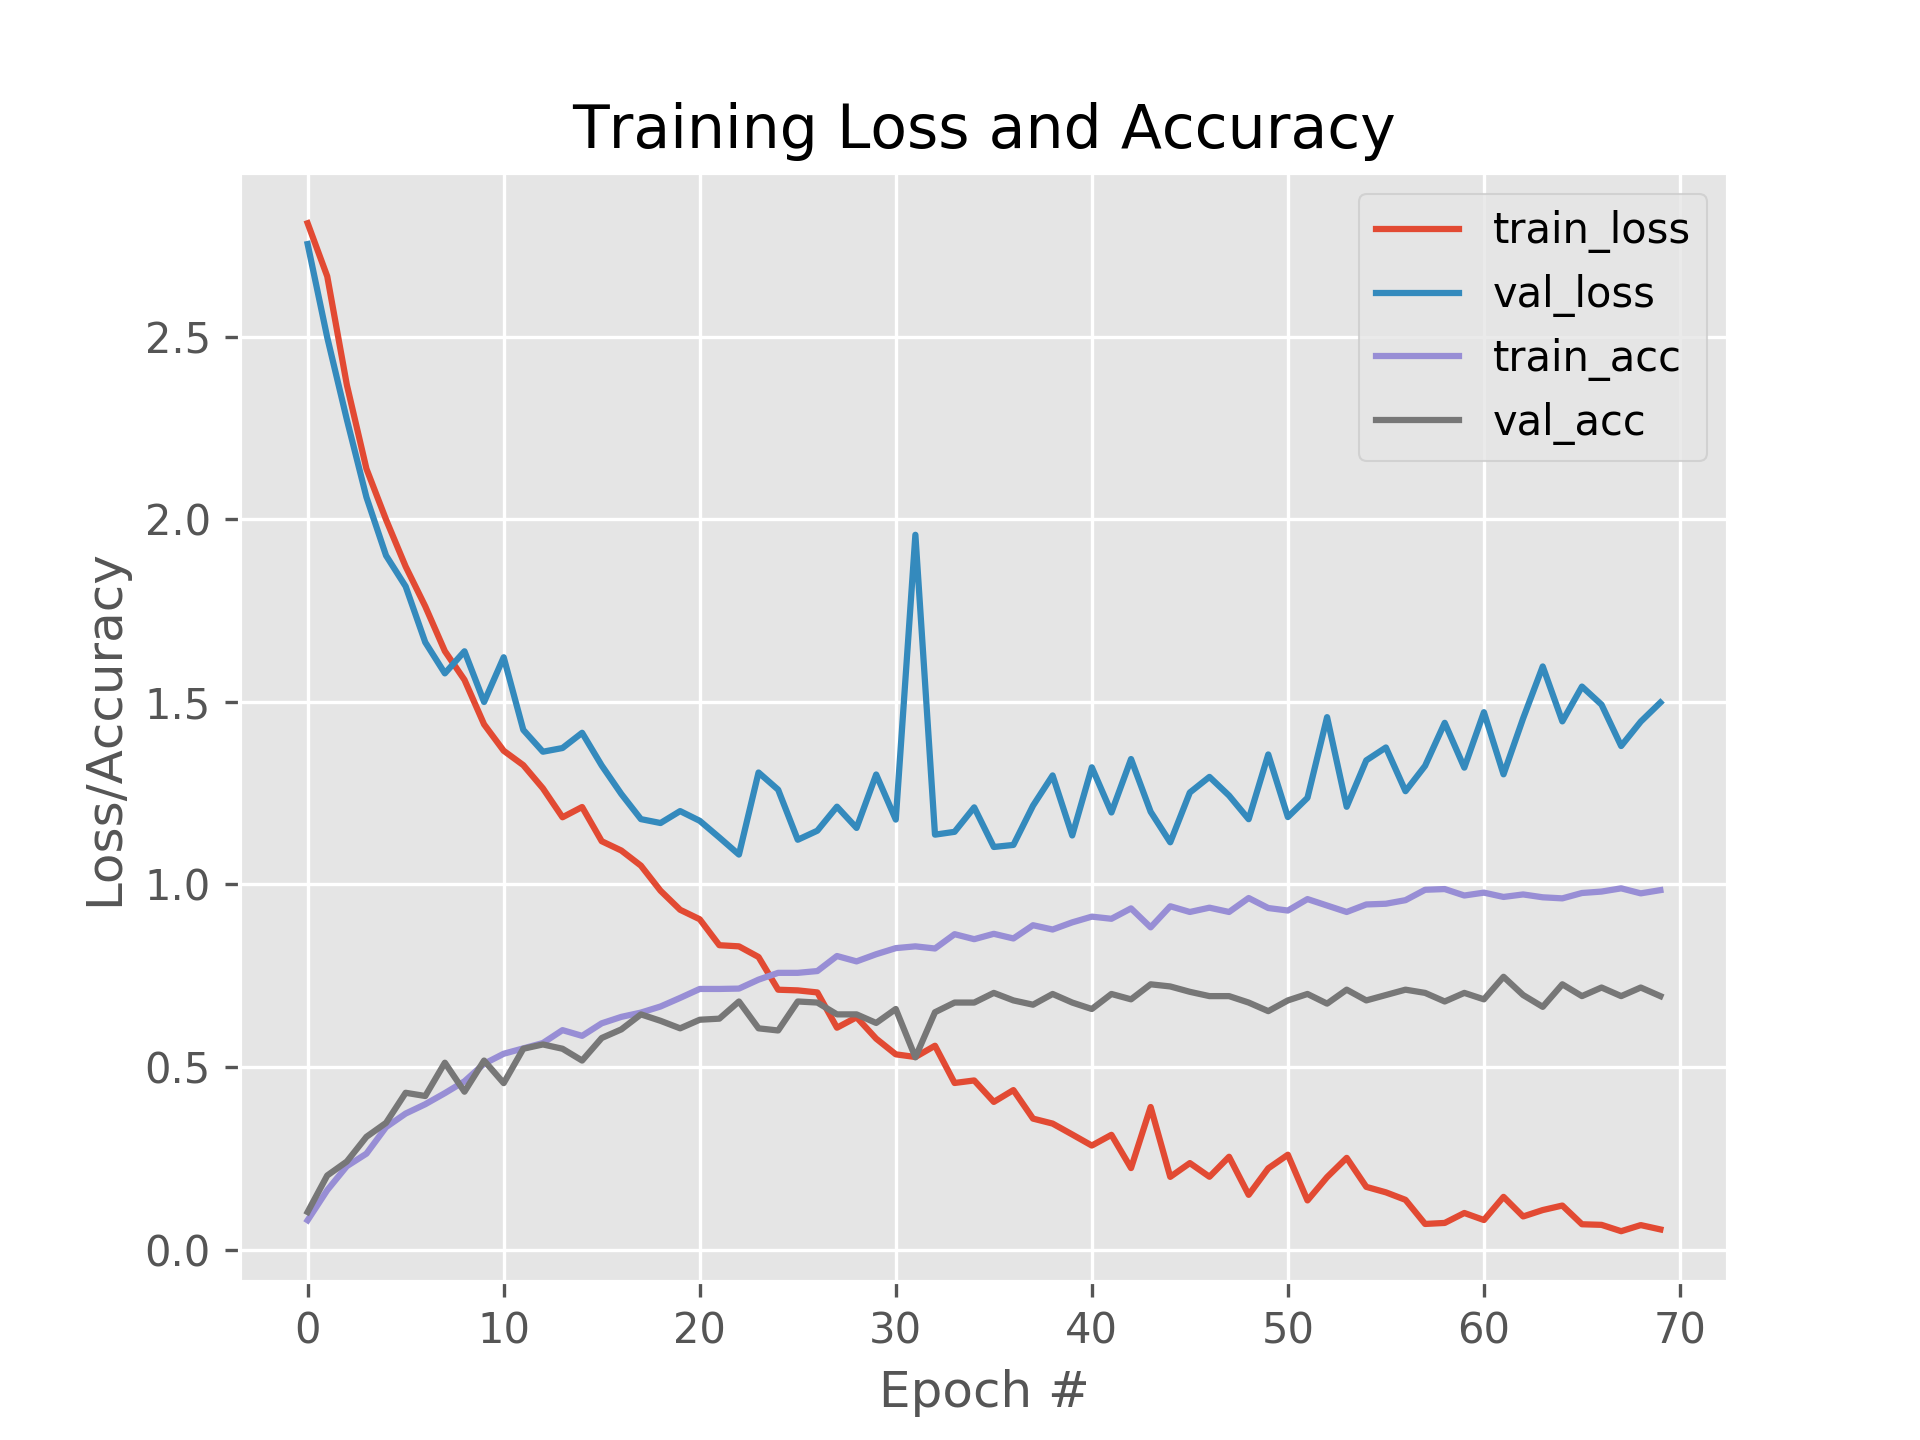 Training Loss and Accuracy
train_loss
val_loss
train_acc
val_acc
Loss/Accuracy
2.5
2.0
1.5
1.0
0.5
0.0
0 10 20 30 40 50 60 70
Epoch #